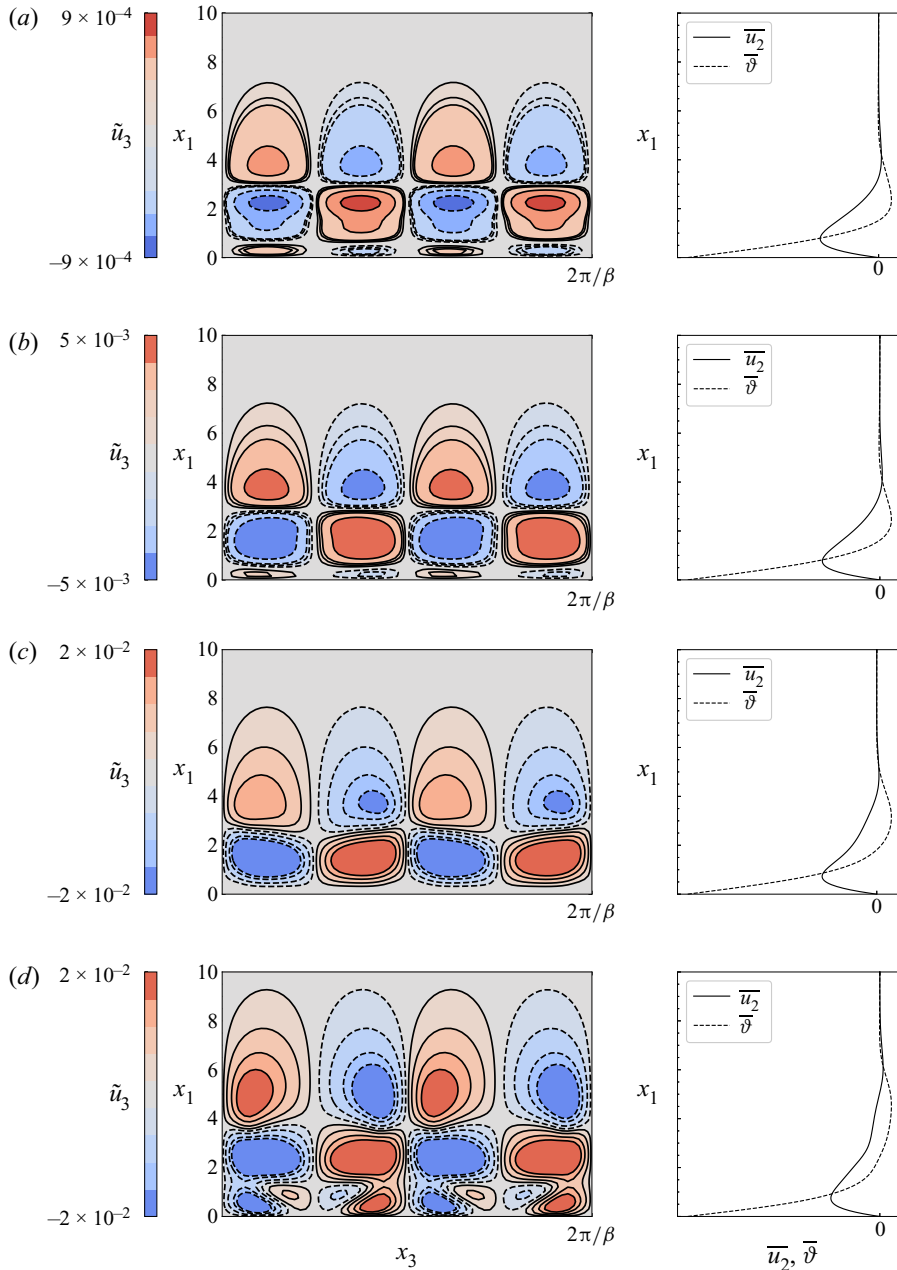 (a)
9 × 10⁻⁴
ũ₃
−9 × 10⁻⁴
x₁
10
8
6
4
2
0
2π/β
x₁
u̅₂
ϑ̅
0
(b)
5 × 10⁻³
ũ₃
−5 × 10⁻³
x₁
10
8
6
4
2
0
2π/β
x₁
u̅₂
ϑ̅
0
(c)
2 × 10⁻²
ũ₃
−2 × 10⁻²
x₁
10
8
6
4
2
0
2π/β
x₁
u̅₂
ϑ̅
0
(d)
2 × 10⁻²
ũ₃
−2 × 10⁻²
x₁
10
8
6
4
2
0
x₃
2π/β
x₁
u̅₂
ϑ̅
0
u̅₂, ϑ̅